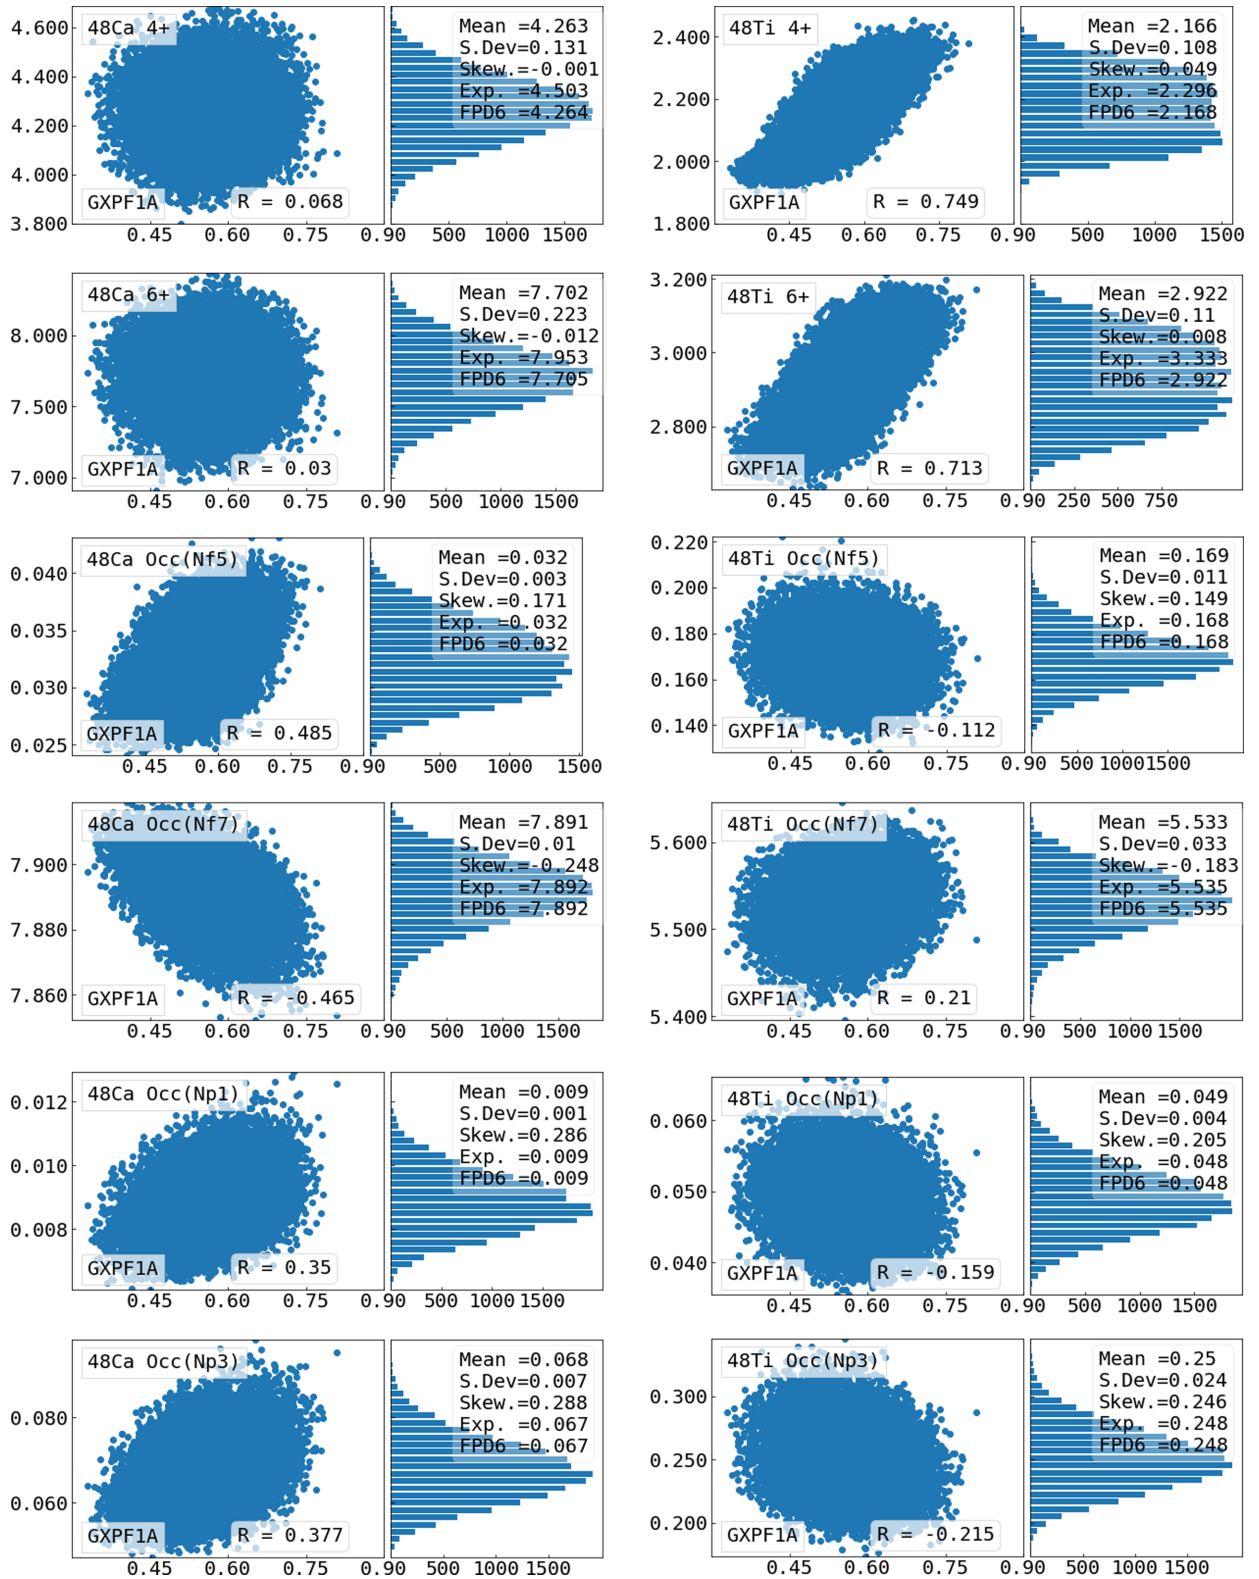 48Ca 4+
4.600
4.400
4.200
4.000
3.800
GXPF1A
R = 0.068
0.45 0.60 0.75 0.90 500 1000 1500
Mean =4.263
S.Dev=0.131
Skew.=-0.001
Exp. =4.503
FPD6 =4.264
48Ti 4+
2.400
2.200
2.000
1.800
GXPF1A
R = 0.749
0.45 0.60 0.75 0.90 500 1000 1500
Mean =2.166
S.Dev=0.108
Skew.=0.049
Exp. =2.296
FPD6 =2.168
48Ca 6+
8.000
7.500
7.000
GXPF1A
R = 0.03
0.45 0.60 0.75 0.90 500 1000 1500
Mean =7.702
S.Dev=0.223
Skew.=-0.012
Exp. =7.953
FPD6 =7.705
48Ti 6+
3.200
3.000
2.800
GXPF1A
R = 0.713
0.45 0.60 0.75 0.90 250 500 750
Mean =2.922
S.Dev=0.11
Skew.=0.008
Exp. =3.333
FPD6 =2.922
48Ca Occ(Nf5)
0.040
0.035
0.030
0.025
GXPF1A
R = 0.485
0.45 0.60 0.75 0.90 500 1000 1500
Mean =0.032
S.Dev=0.003
Skew.=0.171
Exp. =0.032
FPD6 =0.032
48Ti Occ(Nf5)
0.220
0.200
0.180
0.160
0.140
GXPF1A
R = -0.112
0.45 0.60 0.75 0.90 500 1000 1500
Mean =0.169
S.Dev=0.011
Skew.=0.149
Exp. =0.168
FPD6 =0.168
48Ca Occ(Nf7)
7.900
7.880
7.860
GXPF1A
R = -0.465
0.45 0.60 0.75 0.90 500 1000 1500
Mean =7.891
S.Dev=0.01
Skew.=-0.248
Exp. =7.892
FPD6 =7.892
48Ti Occ(Nf7)
5.600
5.500
5.400
GXPF1A
R = 0.21
0.45 0.60 0.75 0.90 500 1000 1500
Mean =5.533
S.Dev=0.033
Skew.=-0.183
Exp. =5.535
FPD6 =5.535
48Ca Occ(Np1)
0.012
0.010
0.008
GXPF1A
R = 0.35
0.45 0.60 0.75 0.90 500 1000 1500
Mean =0.009
S.Dev=0.001
Skew.=0.286
Exp. =0.009
FPD6 =0.009
48Ti Occ(Np1)
0.060
0.050
0.040
GXPF1A
R = -0.159
0.45 0.60 0.75 0.90 500 1000 1500
Mean =0.049
S.Dev=0.004
Skew.=0.205
Exp. =0.048
FPD6 =0.048
48Ca Occ(Np3)
0.080
0.060
GXPF1A
R = 0.377
0.45 0.60 0.75 0.90 500 1000 1500
Mean =0.068
S.Dev=0.007
Skew.=0.288
Exp. =0.067
FPD6 =0.067
48Ti Occ(Np3)
0.300
0.250
0.200
GXPF1A
R = -0.215
0.45 0.60 0.75 0.90 500 1000 1500
Mean =0.25
S.Dev=0.024
Skew.=0.246
Exp. =0.248
FPD6 =0.248